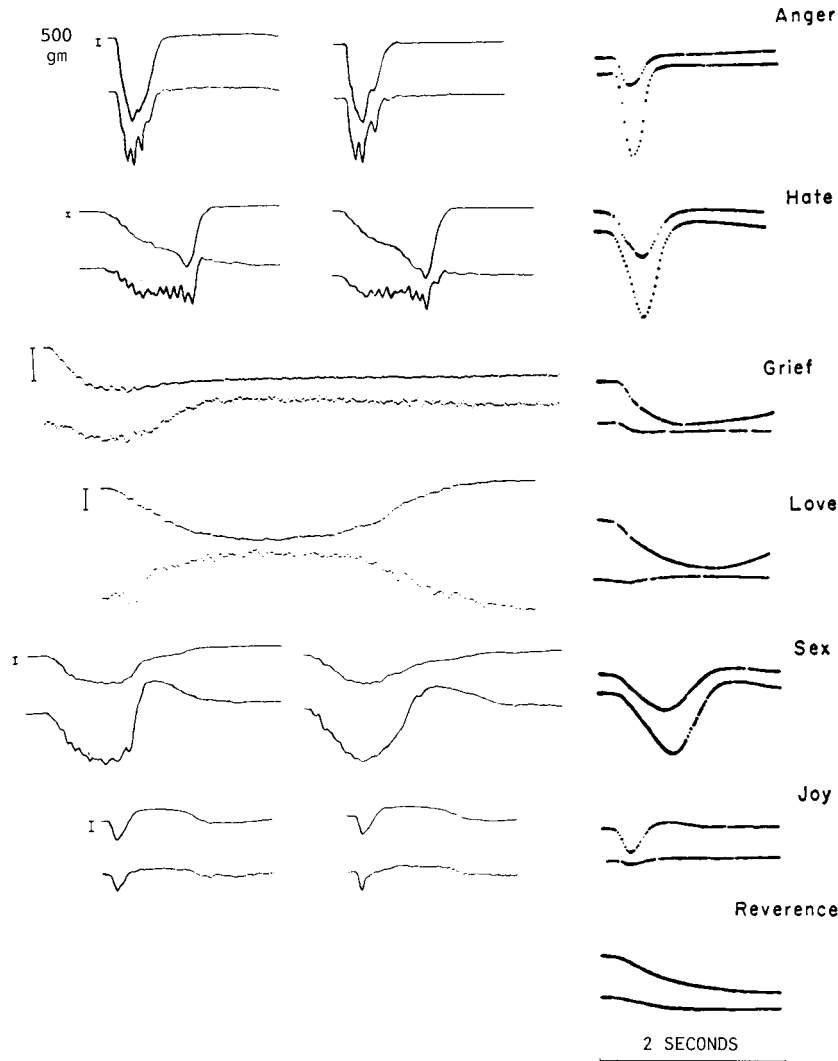 Anger
500
gm
Hate
Grief
Love
Sex
Joy
Reverence
2 SECONDS